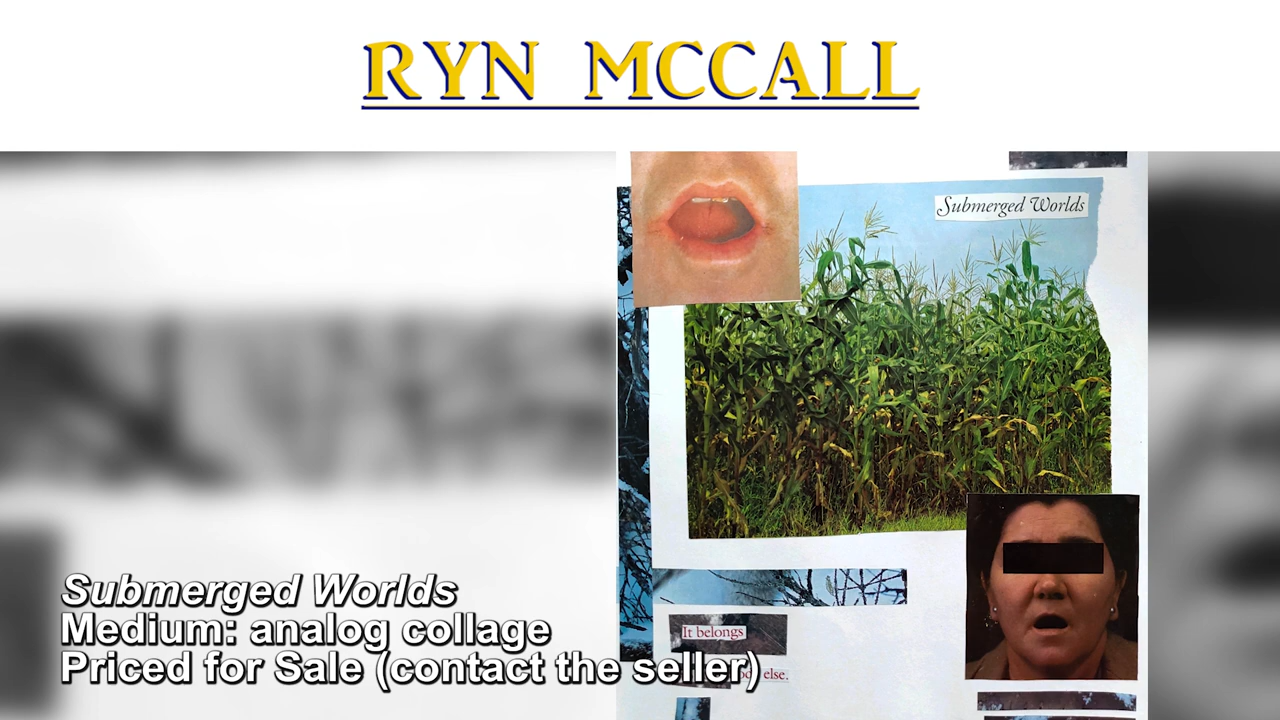 RYN MCCALL
Submerged Worlds
It belongs
else.
Submerged Worlds
Medium: analog collage
Priced for Sale (contact the seller)